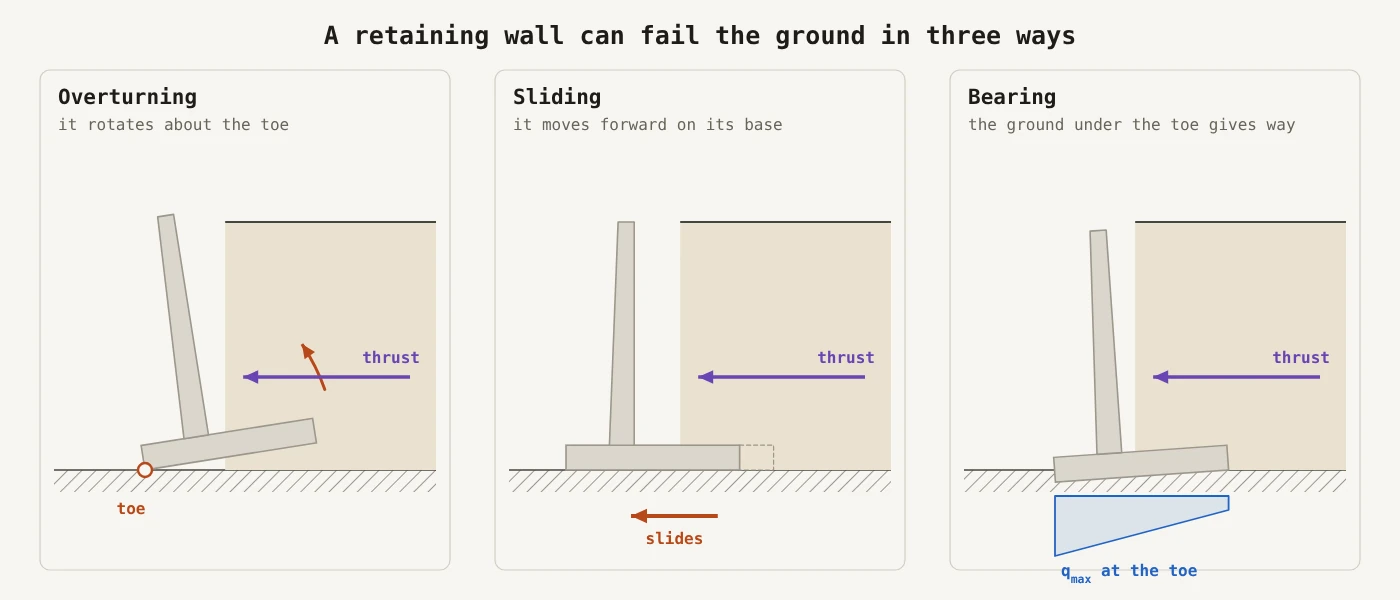 A retaining wall can fail the ground in three ways
Overturning
it rotates about the toe
thrust
toe
Sliding
it moves forward on its base
thrust
slides
Bearing
the ground under the toe gives way
thrust
qmax at the toe